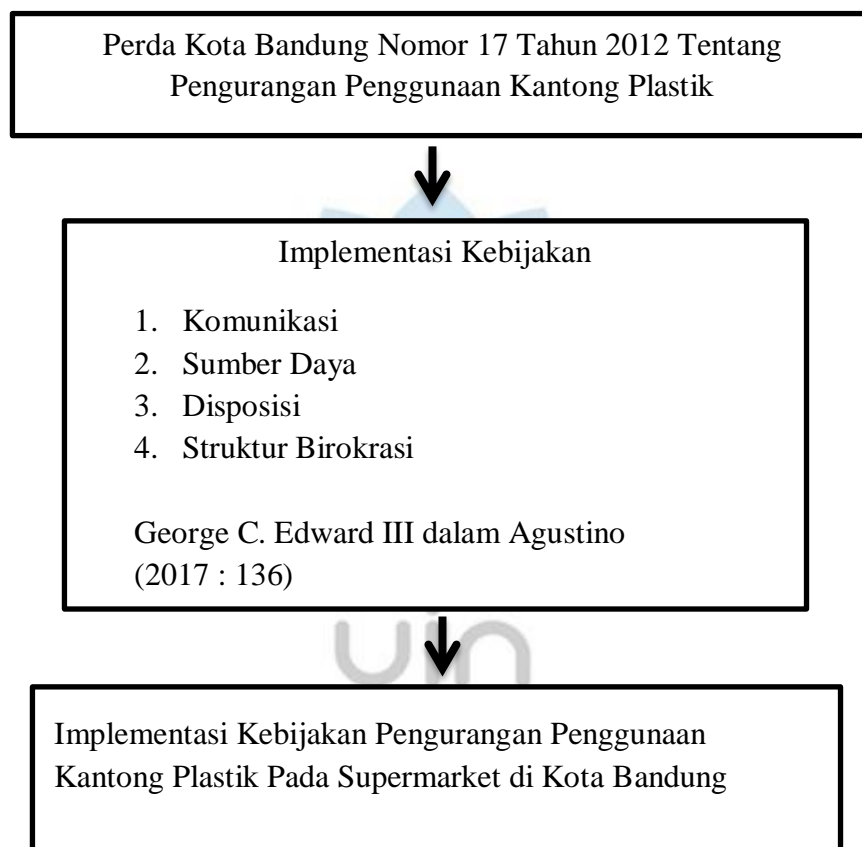 Perda Kota Bandung Nomor 17 Tahun 2012 Tentang
Pengurangan Penggunaan Kantong Plastik
Implementasi Kebijakan
1. Komunikasi
2. Sumber Daya
3. Disposisi
4. Struktur Birokrasi
George C. Edward III dalam Agustino
(2017 : 136)
uin
Implementasi Kebijakan Pengurangan Penggunaan
Kantong Plastik Pada Supermarket di Kota Bandung